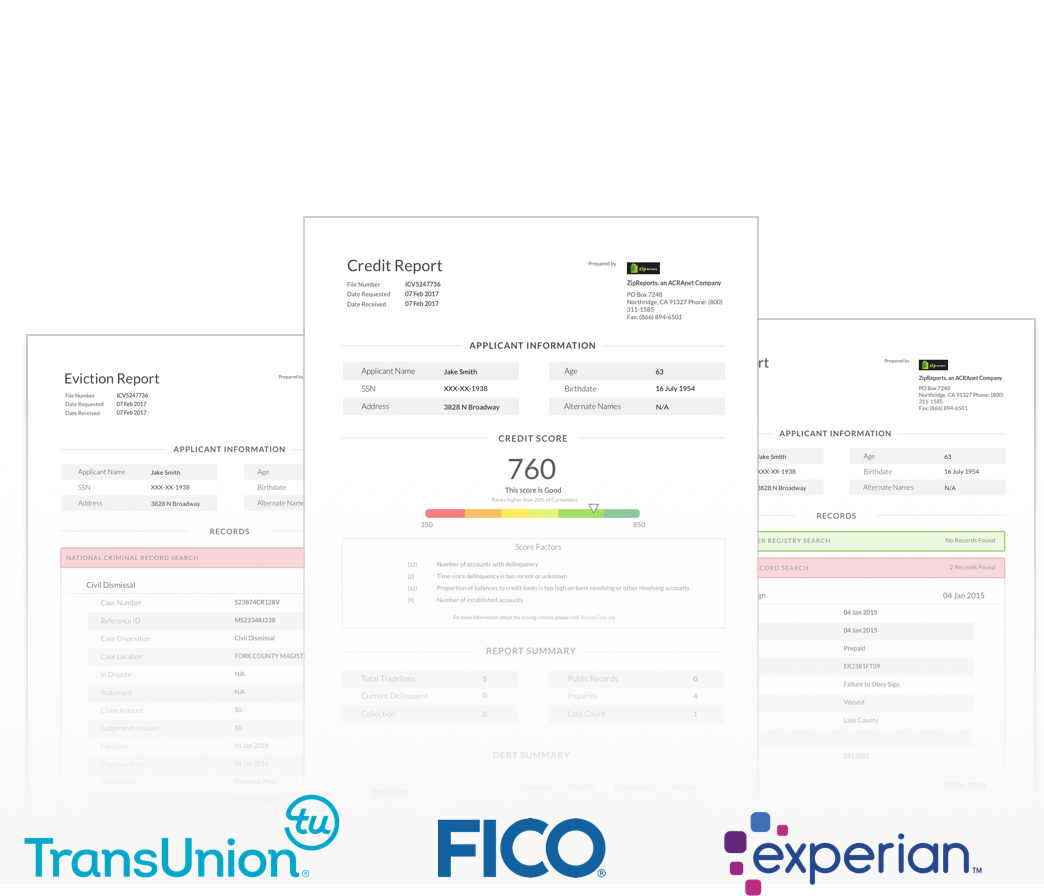 Credit Report
Prepared by
zip
File Number ICV5247736
Date Requested 07 Feb 2017
Date Received 07 Feb 2017
ZipReports, an ACRAnet Company
PO Box 7248
Northridge, CA 91327 Phone: (800)
311-1585
Fax: (866) 894-6501
APPLICANT INFORMATION
Applicant Name Jake Smith Age 63
SSN XXX-XX-1938 Birthdate 16 July 1954
Address 3828 N Broadway Alternate Names N/A
CREDIT SCORE
760
This score is Good
Ranks higher than 20% of Consumers
350 850
Score Factors
[12] Number of accounts with delinquency
[2] Time since delinquency is too recent or unknown
[42] Proportion of balances to credit limits is too high on bank revolving or other revolving accounts
[9] Number of established accounts
For more information about the scoring criteria, please visit ReasonCode.org
REPORT SUMMARY
Total Tradelines 5 Public Records 0
Current Delinquent 0 Inquiries 4
Collection 0 Late Count 1
DEBT SUMMARY
Eviction Report
Prepared by
File Number ICV5247736
Date Requested 07 Feb 2017
Date Received 07 Feb 2017
APPLICANT INFORMATION
Applicant Name Jake Smith Age
SSN XXX-XX-1938 Birthdate
Address 3828 N Broadway Alternate Name
RECORDS
NATIONAL CRIMINAL RECORD SEARCH
Civil Dismissal
Case Number 523874CR128V
Reference ID MS22348J238
Case Disposition Civil Dismissal
Case Location FORK COUNTY MAGIST
In Dispute N/A
Statement N/A
Claim Amount $0
Judgement Amount $0
File Date 01 Jan 2015
Disposed Date 04 Jan 2015
rt
Prepared by
zip
ZipReports, an ACRAnet Company
PO Box 7248
Northridge, CA 91327 Phone: (800)
311-1585
Fax: (866) 894-6501
APPLICANT INFORMATION
Jake Smith Age 63
XXX-XX-1938 Birthdate 16 July 1954
3828 N Broadway Alternate Names N/A
RECORDS
ER REGISTRY SEARCH No Records Found
CORD SEARCH 2 Records Found
gn 04 Jan 2015
04 Jan 2015
04 Jan 2015
Prepaid
ER2381FT09
Failure to Obey Sign
Waived
Lake County
2913883
01 Oct 2014
tu
TransUnion®
FICO®
experian™